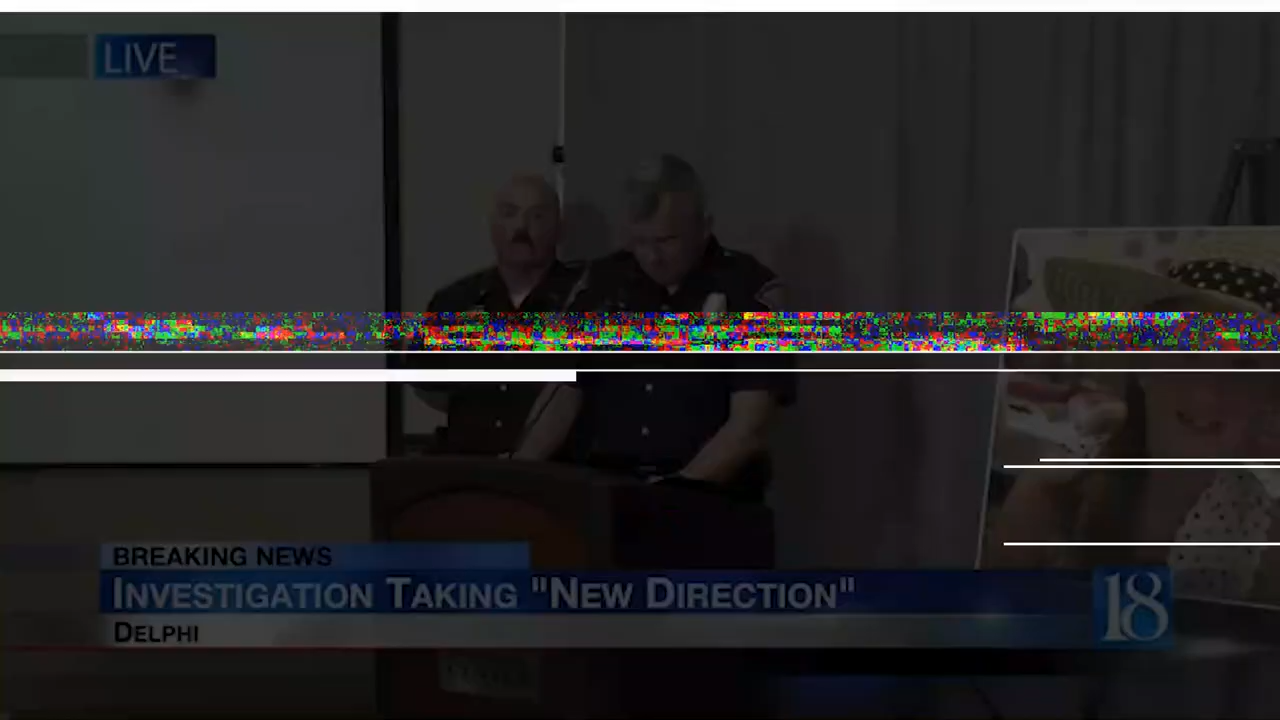 LIVE
BREAKING NEWS
INVESTIGATION TAKING "NEW DIRECTION"
DELPHI
18